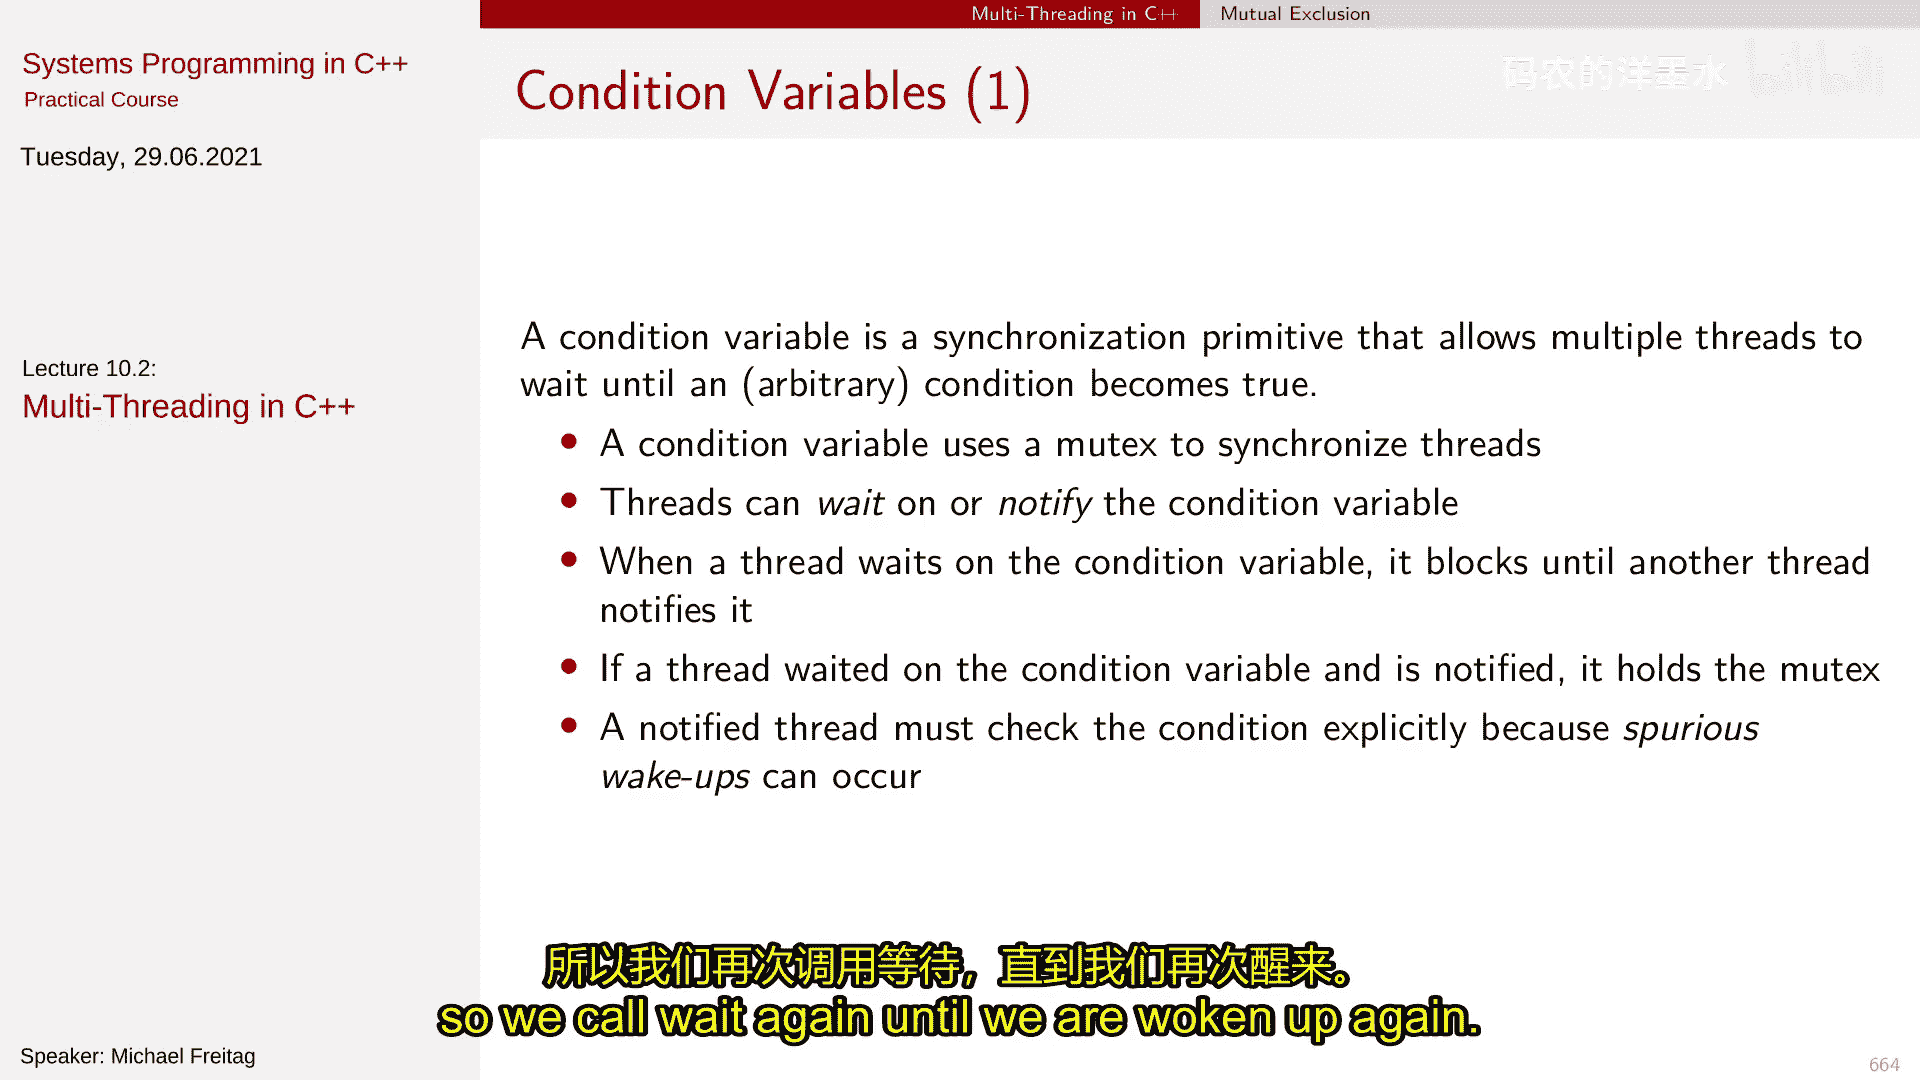 Multi-Threading in C++
Mutual Exclusion
Systems Programming in C++
Practical Course
Tuesday, 29.06.2021
Lecture 10.2:
Multi-Threading in C++
Condition Variables (1)
码农的洋墨水 bilibili
A condition variable is a synchronization primitive that allows multiple threads to
wait until an (arbitrary) condition becomes true.
• A condition variable uses a mutex to synchronize threads
• Threads can wait on or notify the condition variable
• When a thread waits on the condition variable, it blocks until another thread
notifies it
• If a thread waited on the condition variable and is notified, it holds the mutex
• A notified thread must check the condition explicitly because spurious
wake-ups can occur
所以我们再次调用等待，直到我们再次醒来。
so we call wait again until we are woken up again.
Speaker: Michael Freitag
664